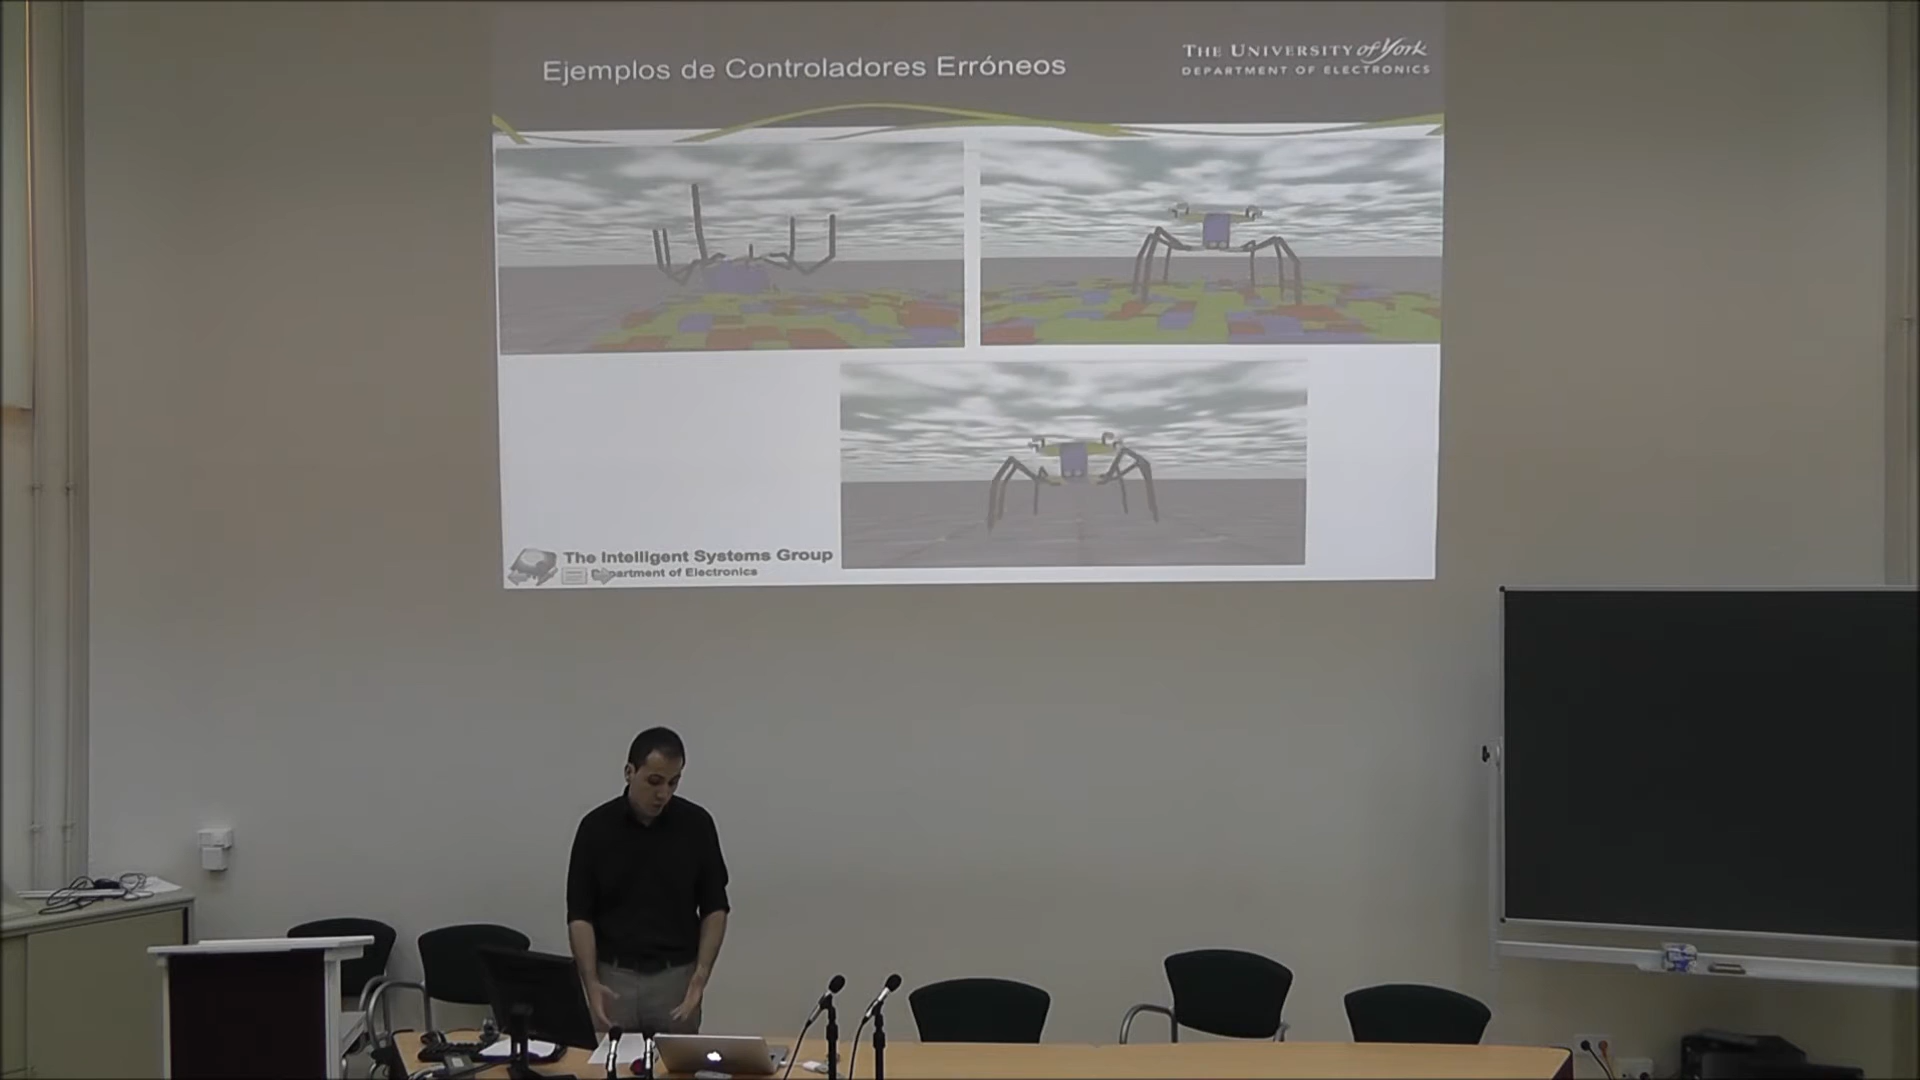 Ejemplos de Controladores Erróneos
THE UNIVERSITY of York
DEPARTMENT OF ELECTRONICS
The Intelligent Systems Group
Department of Electronics